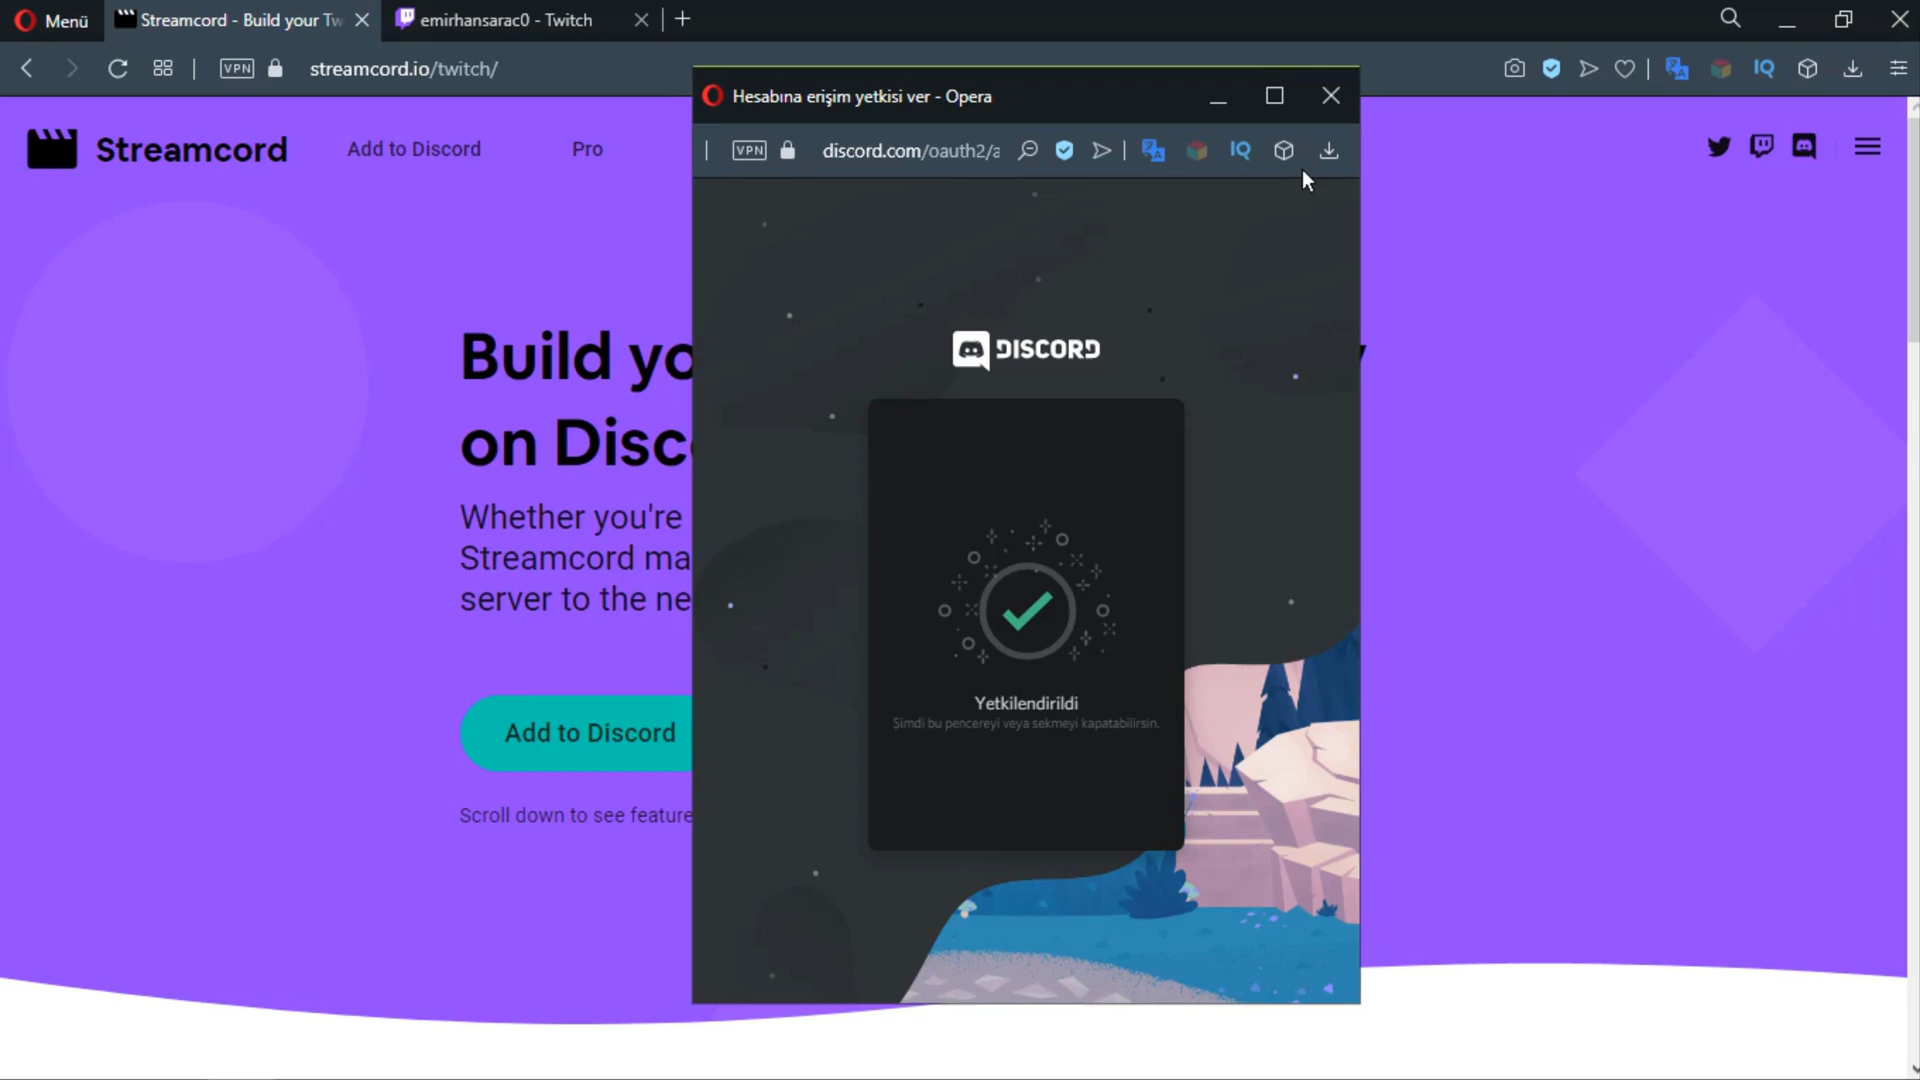 Menü
Streamcord - Build your Tw
emirhansarac0 - Twitch
VPN
streamcord.io/twitch/
IQ
Hesabına erişim yetkisi ver - Opera
VPN
discord.com/oauth2/a
IQ
Streamcord
Add to Discord
Pro
DISCORD
Build yo
on Disc
Whether you're
Streamcord ma
server to the ne
Add to Discord
Scroll down to see feature
Yetkilendirildi
Şimdi bu pencereyi veya sekmeyi kapatabilirsin.